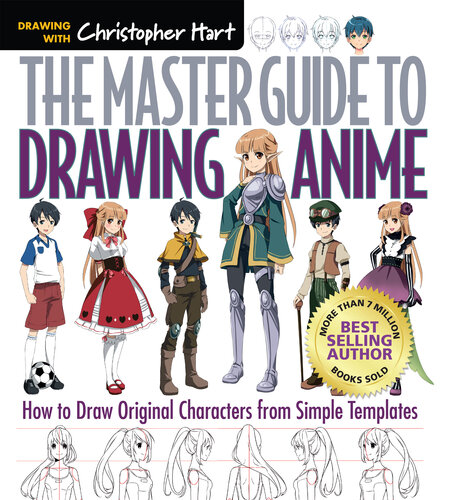 DRAWING
WITH
Christopher Hart
THE MASTER GUIDE TO
DRAWING ANIME
MORE THAN 7 MILLION
BEST
SELLING
AUTHOR
BOOKS SOLD
How to Draw Original Characters from Simple Templates